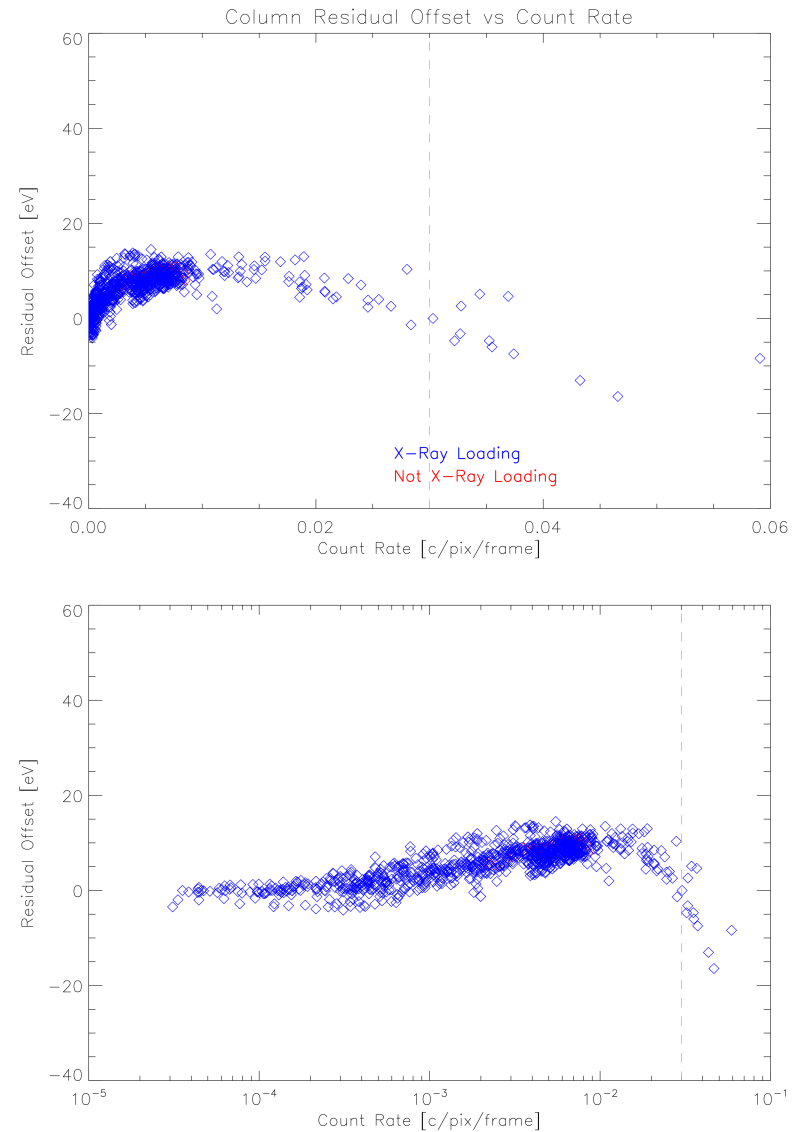 Column Residual Offset vs Count Rate
60
40
20
0
−20
−40
Residual Offset [eV]
X−Ray Loading
Not X−Ray Loading
0.00 0.02 0.04 0.06
Count Rate [c/pix/frame]
60
40
20
0
−20
−40
Residual Offset [eV]
10⁻⁵ 10⁻⁴ 10⁻³ 10⁻² 10⁻¹
Count Rate [c/pix/frame]